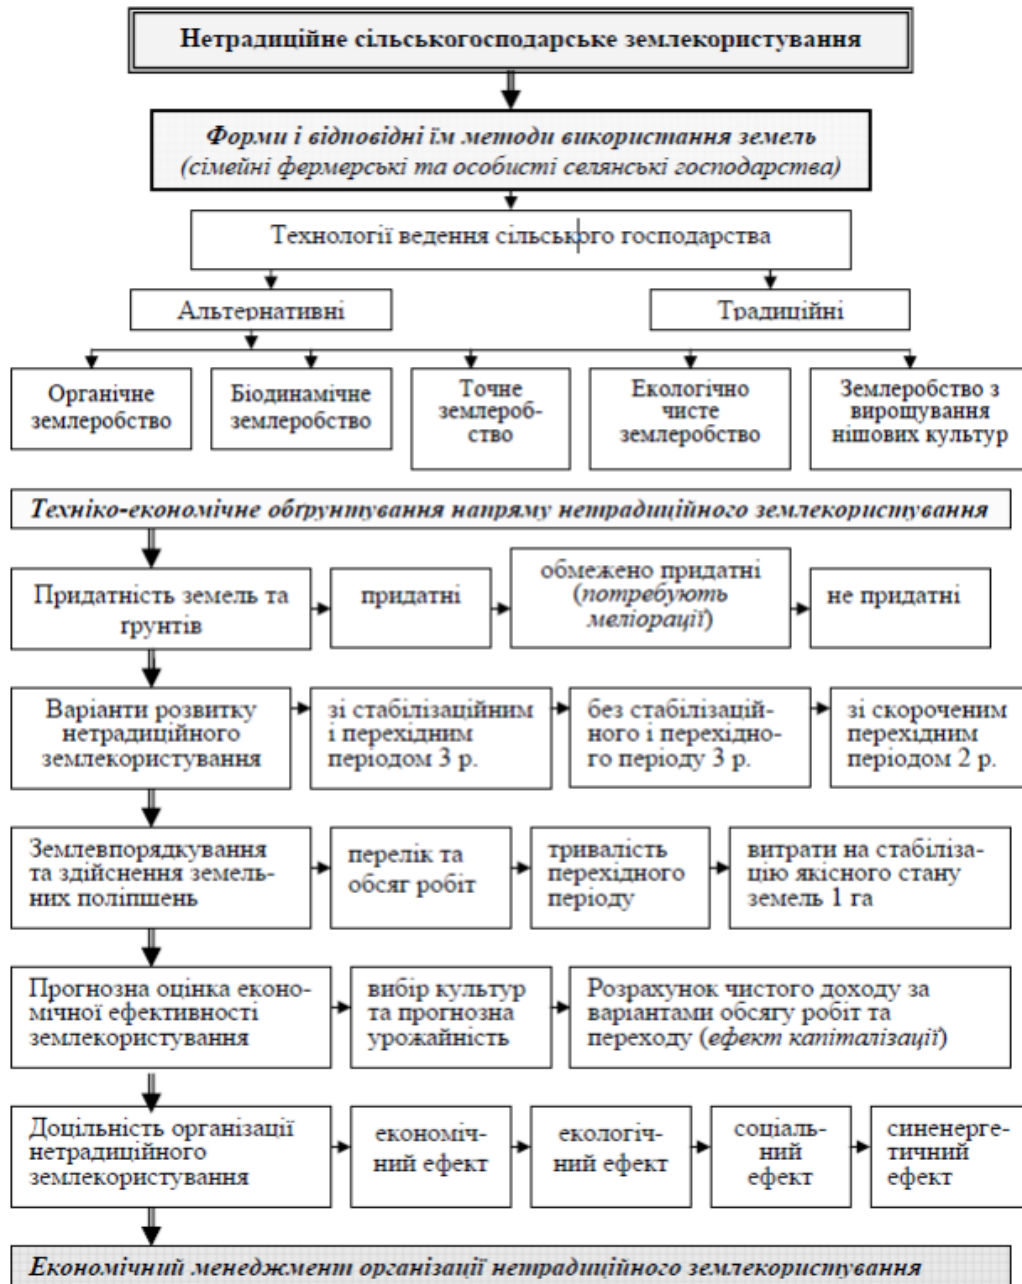 Нетрадиційне сільськогосподарське землекористування
Форми і відповідні їм методи використання земель
(сімейні фермерські та особисті селянські господарства)
Технології ведення сільського господарства
Альтернативні
Традиційні
Органічне
землеробство
Біодинамічне
землеробство
Точне
землероб-
ство
Екологічно
чисте
землеробство
Землеробство з
вирощування
нішових культур
Техніко-економічне обґрунтування напряму нетрадиційного землекористування
Придатність земель та
ґрунтів
придатні
обмежено придатні
(потребують
меліорації)
не придатні
Варіанти розвитку
нетрадиційного
землекористування
зі стабілізаційним
і перехідним
періодом 3 р.
без стабілізацій-
ного і перехідно-
го періоду 3 р.
зі скороченим
перехідним
періодом 2 р.
Землевпорядкування
та здійснення земель-
них поліпшень
перелік та
обсяг робіт
тривалість
перехідного
періоду
витрати на стабіліза-
цію якісного стану
земель 1 га
Прогнозна оцінка еконо-
мічної ефективності
землекористування
вибір культур
та прогнозна
урожайність
Розрахунок чистого доходу за
варіантами обсягу робіт та
переходу (ефект капіталізації)
Доцільність організації
нетрадиційного
землекористування
економіч-
ний ефект
екологіч-
ний ефект
соціаль-
ний
ефект
синенерге-
тичний
ефект
Економічний менеджмент організації нетрадиційного землекористування